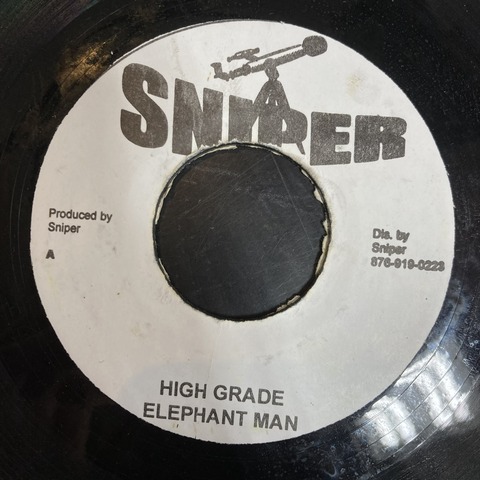 SNIPER
Produced by
Sniper
A
Dis. by
Sniper
876-919-0223
HIGH GRADE
ELEPHANT MAN